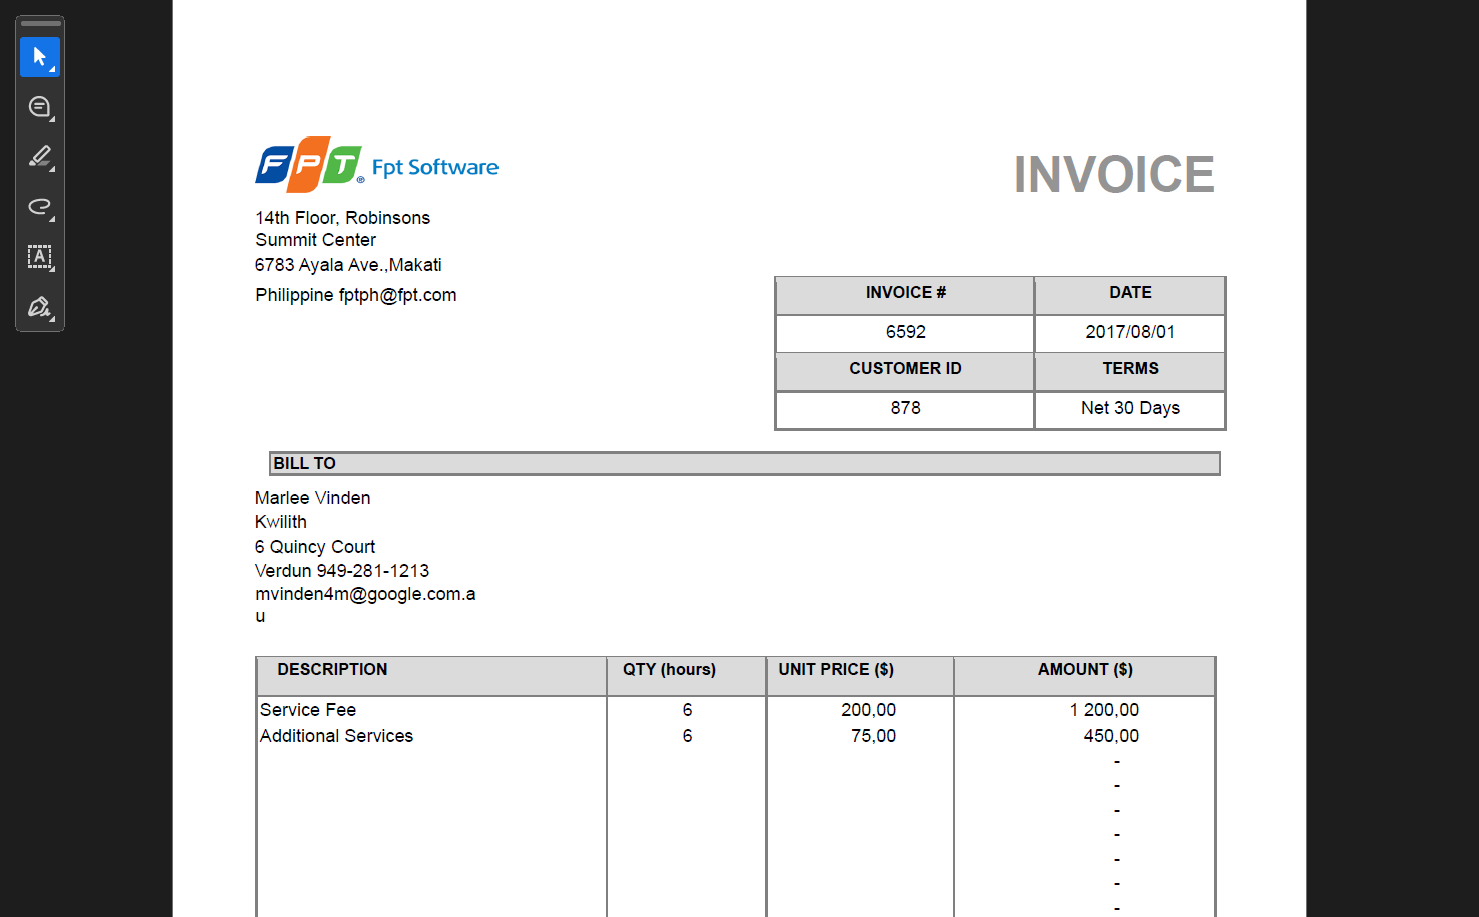 FPT® Fpt Software
INVOICE
14th Floor, Robinsons
Summit Center
6783 Ayala Ave.,Makati
Philippine fptph@fpt.com
INVOICE # DATE
6592 2017/08/01
CUSTOMER ID TERMS
878 Net 30 Days
BILL TO
Marlee Vinden
Kwilith
6 Quincy Court
Verdun 949-281-1213
mvinden4m@google.com.a
u
DESCRIPTION QTY (hours) UNIT PRICE ($) AMOUNT ($)
Service Fee 6 200,00 1 200,00
Additional Services 6 75,00 450,00
-
-
-
-
-
-
-